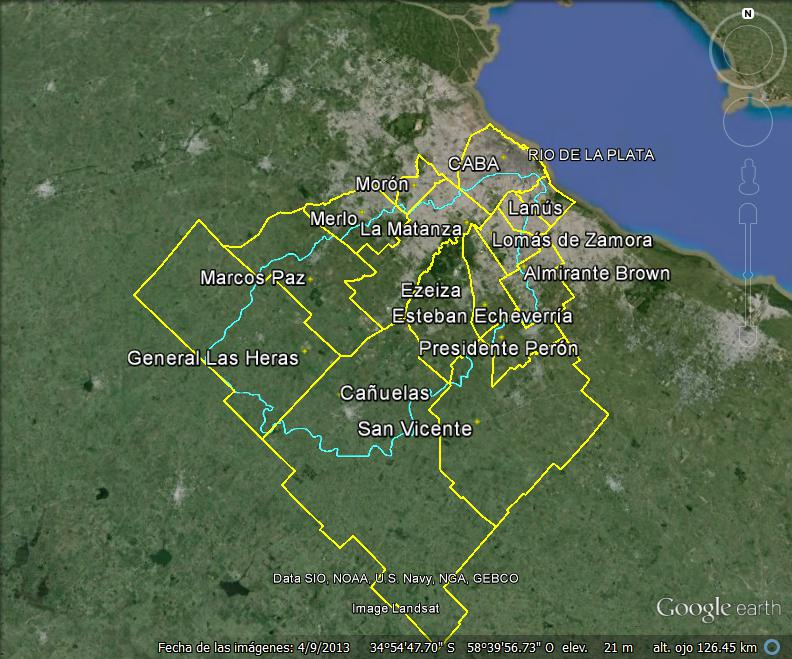 N
CABA
RIO DE LA PLATA
Morón
Lanús
Merlo
La Matanza
Lomás de Zamora
Marcos Paz
Almirante Brown
Ezeiza
Esteban Echeverría
Presidente Perón
General Las Heras
Cañuelas
San Vicente
Data SIO, NOAA, U.S. Navy, NGA, GEBCO
Image Landsat
Google earth
Fecha de las imágenes: 4/9/2013 34°54'47.70" S 58°39'56.73" O elev. 21 m alt. ojo 126.45 km